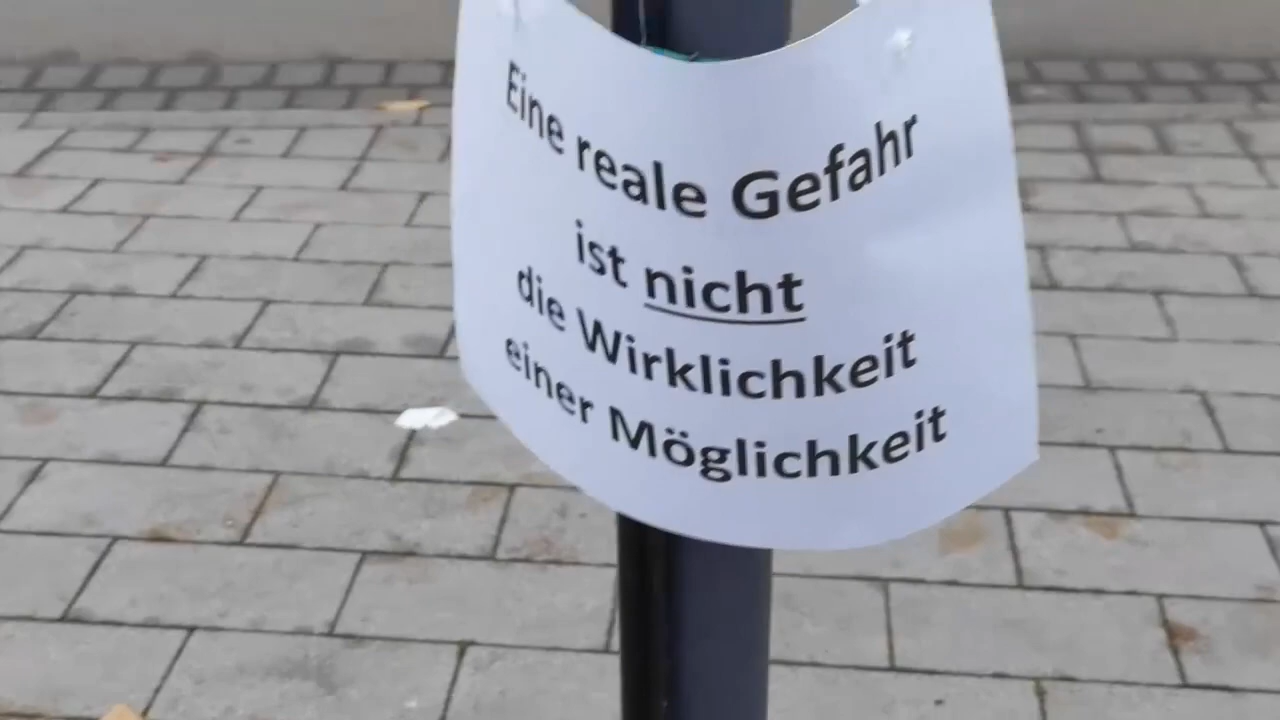 Eine reale Gefahr
ist nicht
die Wirklichkeit
einer Möglichkeit